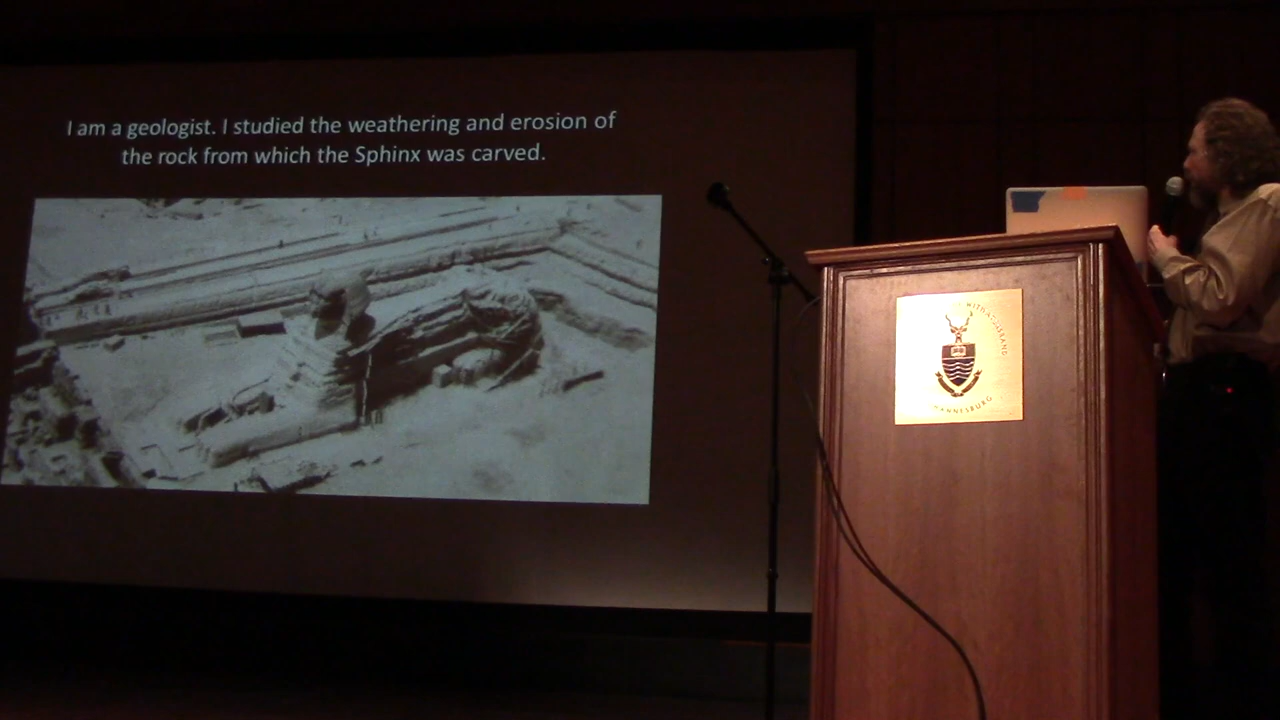 I am a geologist. I studied the weathering and erosion of
the rock from which the Sphinx was carved.